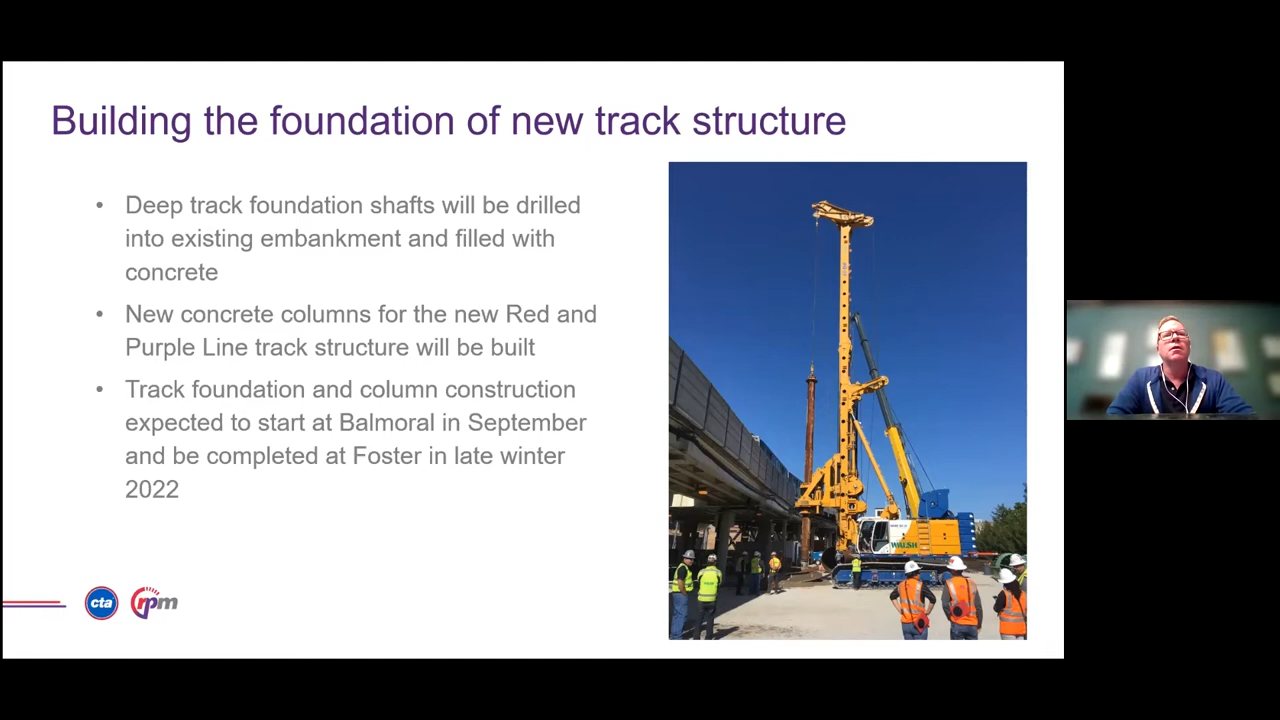 Building the foundation of new track structure
• Deep track foundation shafts will be drilled
into existing embankment and filled with
concrete
• New concrete columns for the new Red and
Purple Line track structure will be built
• Track foundation and column construction
expected to start at Balmoral in September
and be completed at Foster in late winter
2022
WALSH
cta rpm